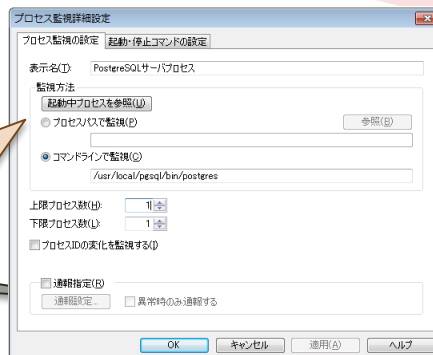 プロセス監視詳細設定
プロセス監視の設定 起動・停止コマンドの設定
表示名(T): PostgreSQLサーバプロセス
監視方法
起動中プロセスを参照(U)
プロセスパスで監視(P) 参照(B)
コマンドラインで監視(C)
/usr/local/pgsql/bin/postgres
上限プロセス数(H): 1
下限プロセス数(L): 1
プロセスIDの変化を監視する(I)
通報指定(R)
通報設定... 異常時のみ通報する
OK キャンセル 適用(A) ヘルプ